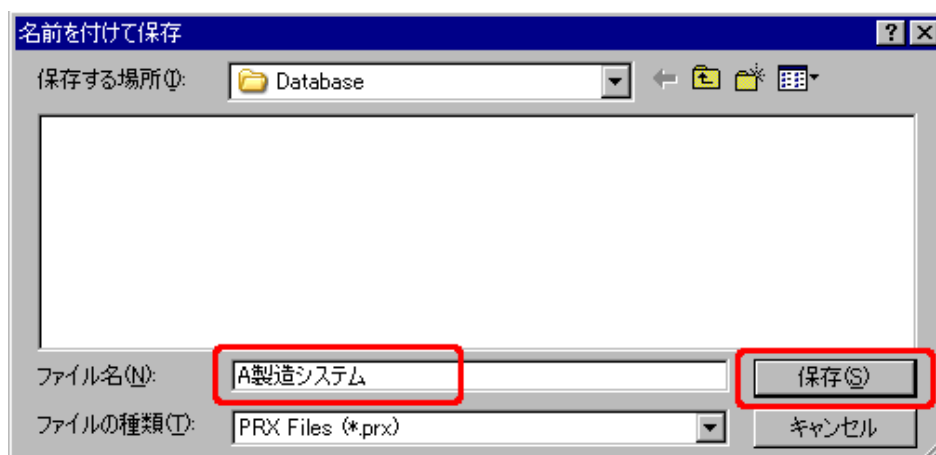 名前を付けて保存
保存する場所(I): Database
ファイル名(N): A製造システム 保存(S)
ファイルの種類(T): PRX Files (*.prx) キャンセル